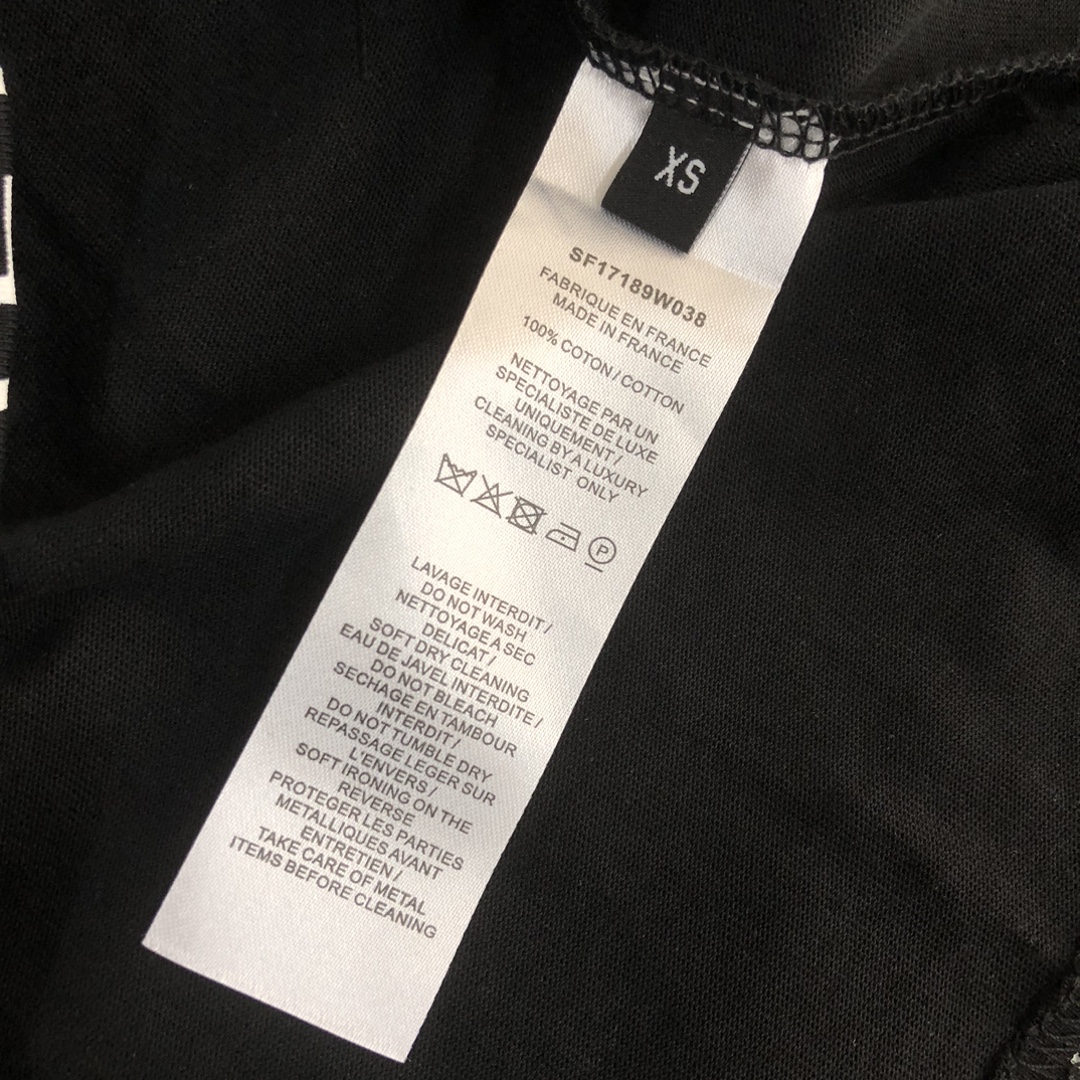 XS
SF17189W038
FABRIQUE EN FRANCE
MADE IN FRANCE
100% COTON / COTTON
NETTOYAGE PAR UN
SPECIALISTE DE LUXE
UNIQUEMENT /
CLEANING BY A LUXURY
SPECIALIST ONLY
P
LAVAGE INTERDIT /
DO NOT WASH
NETTOYAGE A SEC
DELICAT /
SOFT DRY CLEANING
EAU DE JAVEL INTERDITE /
DO NOT BLEACH
SECHAGE EN TAMBOUR
INTERDIT /
DO NOT TUMBLE DRY
REPASSAGE LEGER SUR
L'ENVERS /
SOFT IRONING ON THE
REVERSE
PROTEGER LES PARTIES
METALLIQUES AVANT
ENTRETIEN /
TAKE CARE OF METAL
ITEMS BEFORE CLEANING